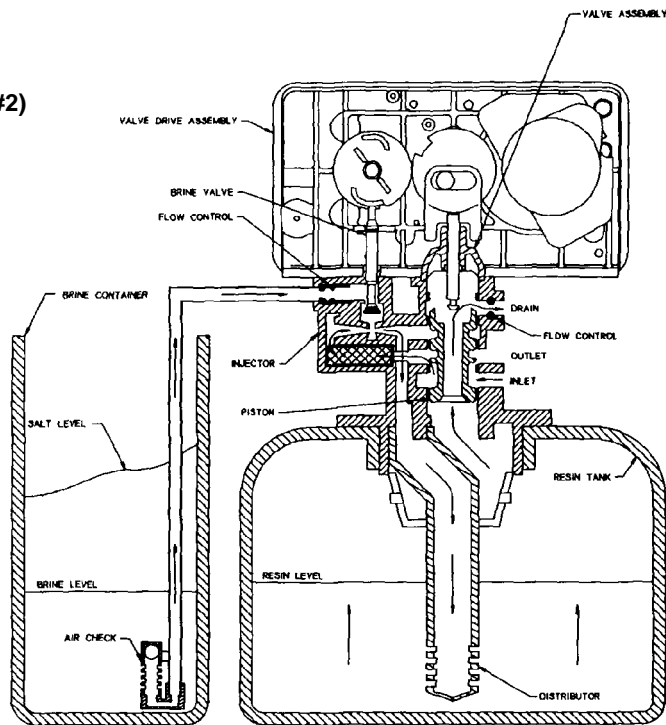 VALVE ASSEMBLY
#2)
VALVE DRIVE ASSEMBLY
BRINE VALVE
FLOW CONTROL
BRINE CONTAINER
DRAIN
FLOW CONTROL
INJECTOR
OUTLET
INLET
PISTON
SALT LEVEL
RESIN TANK
BRINE LEVEL
RESIN LEVEL
AIR CHECK
DISTRIBUTOR